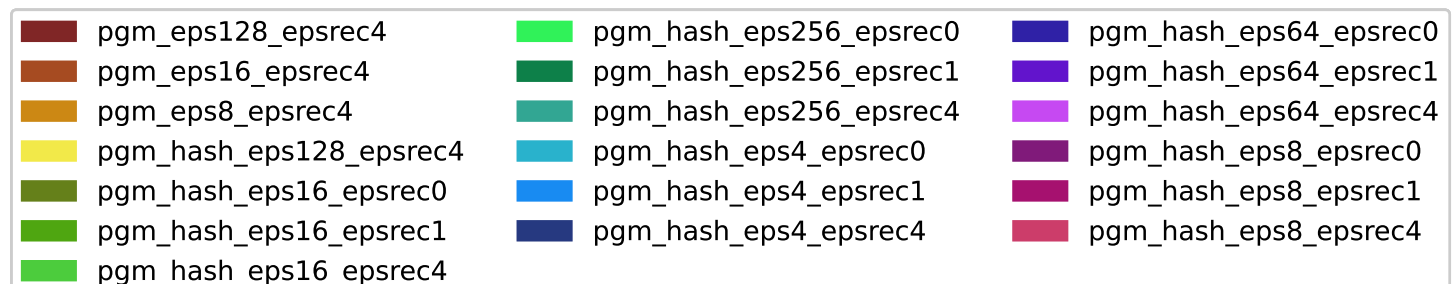 pgm_eps128_epsrec4
pgm_eps16_epsrec4
pgm_eps8_epsrec4
pgm_hash_eps128_epsrec4
pgm_hash_eps16_epsrec0
pgm_hash_eps16_epsrec1
pgm_hash_eps16_epsrec4
pgm_hash_eps256_epsrec0
pgm_hash_eps256_epsrec1
pgm_hash_eps256_epsrec4
pgm_hash_eps4_epsrec0
pgm_hash_eps4_epsrec1
pgm_hash_eps4_epsrec4
pgm_hash_eps64_epsrec0
pgm_hash_eps64_epsrec1
pgm_hash_eps64_epsrec4
pgm_hash_eps8_epsrec0
pgm_hash_eps8_epsrec1
pgm_hash_eps8_epsrec4